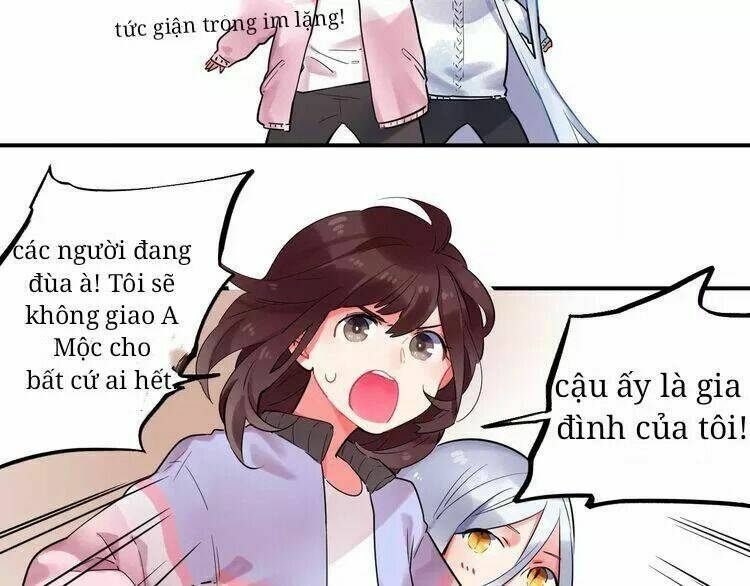 tức giận trong im lặng!
các người đang
đùa à! Tôi sẽ
không giao A
Mộc cho
bất cứ ai hết
cậu ấy là gia
đình của tôi!